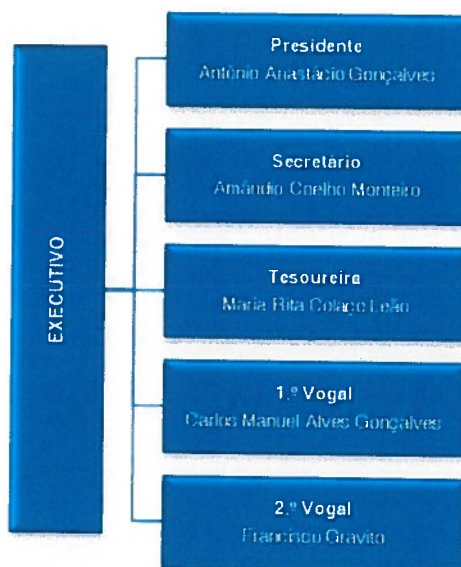 EXECUTIVO
Presidente
António Anastácio Gonçalves
Secretário
Amândio Coelho Monteiro
Tesoureira
Maria Rita Colaço Leão
1.º Vogal
Carlos Manuel Alves Gonçalves
2.º Vogal
Francisco Gravito